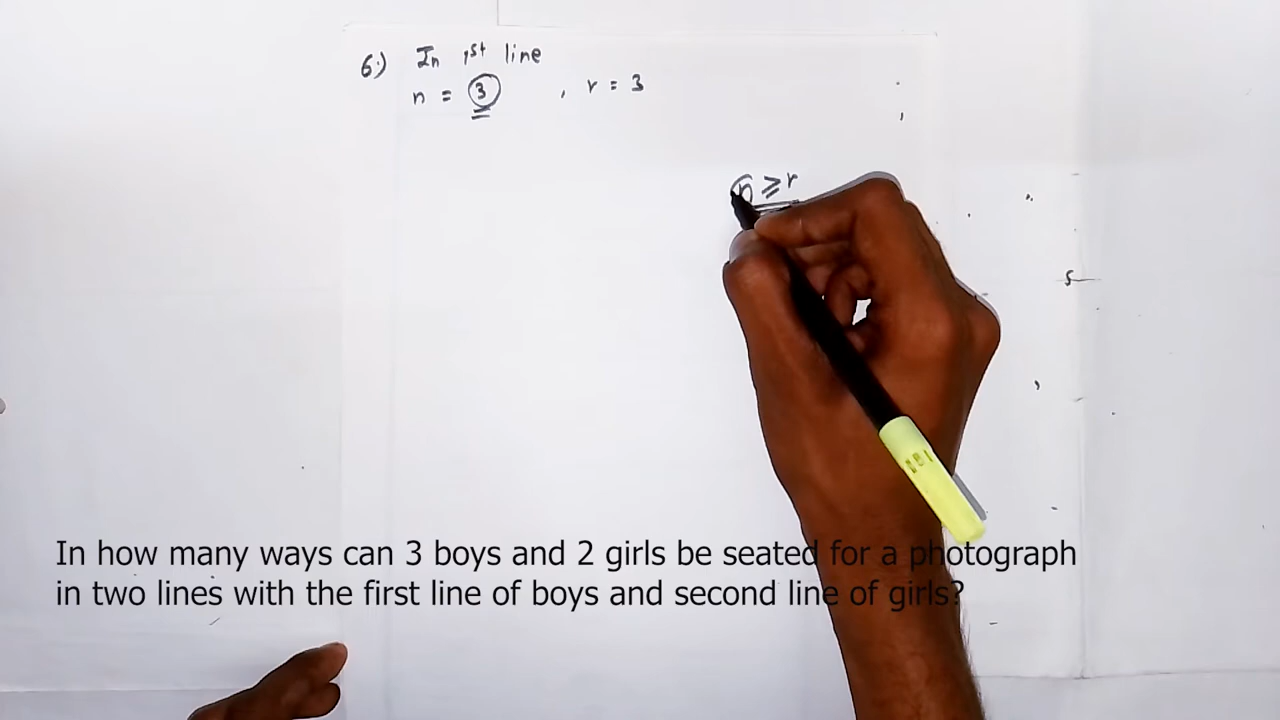 6.) In 1st line
n = 3 , r = 3
n ≥ r
In how many ways can 3 boys and 2 girls be seated for a photograph
in two lines with the first line of boys and second line of girls?